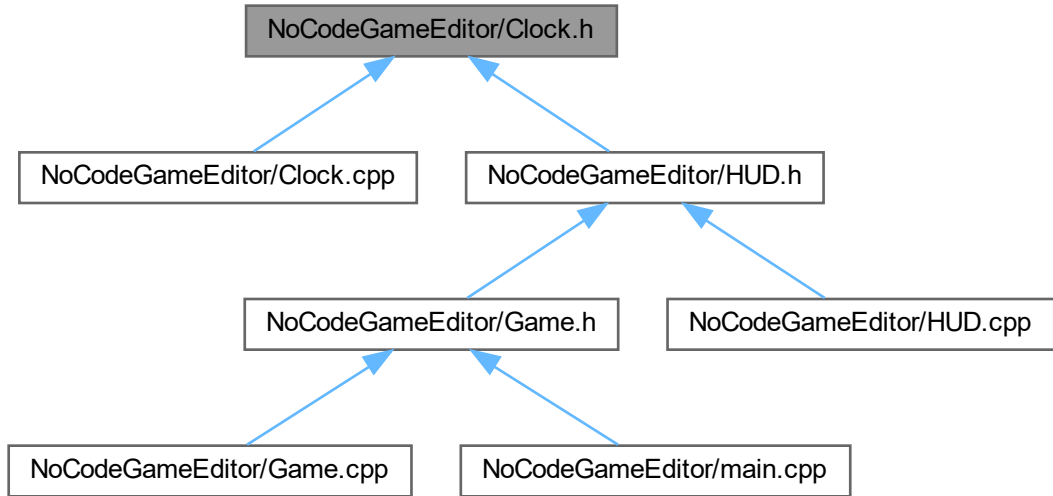 NoCodeGameEditor/Clock.h
NoCodeGameEditor/Clock.cpp
NoCodeGameEditor/HUD.h
NoCodeGameEditor/Game.h
NoCodeGameEditor/HUD.cpp
NoCodeGameEditor/Game.cpp
NoCodeGameEditor/main.cpp